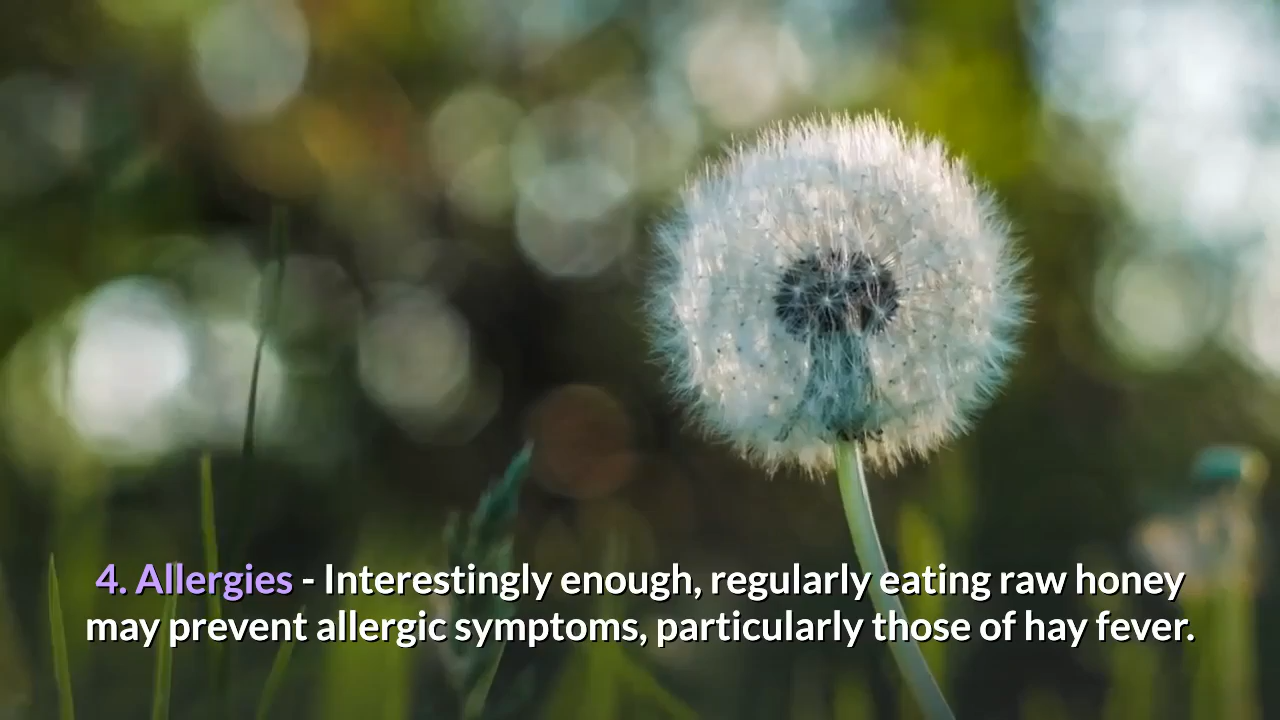 4. Allergies - Interestingly enough, regularly eating raw honey
may prevent allergic symptoms, particularly those of hay fever.